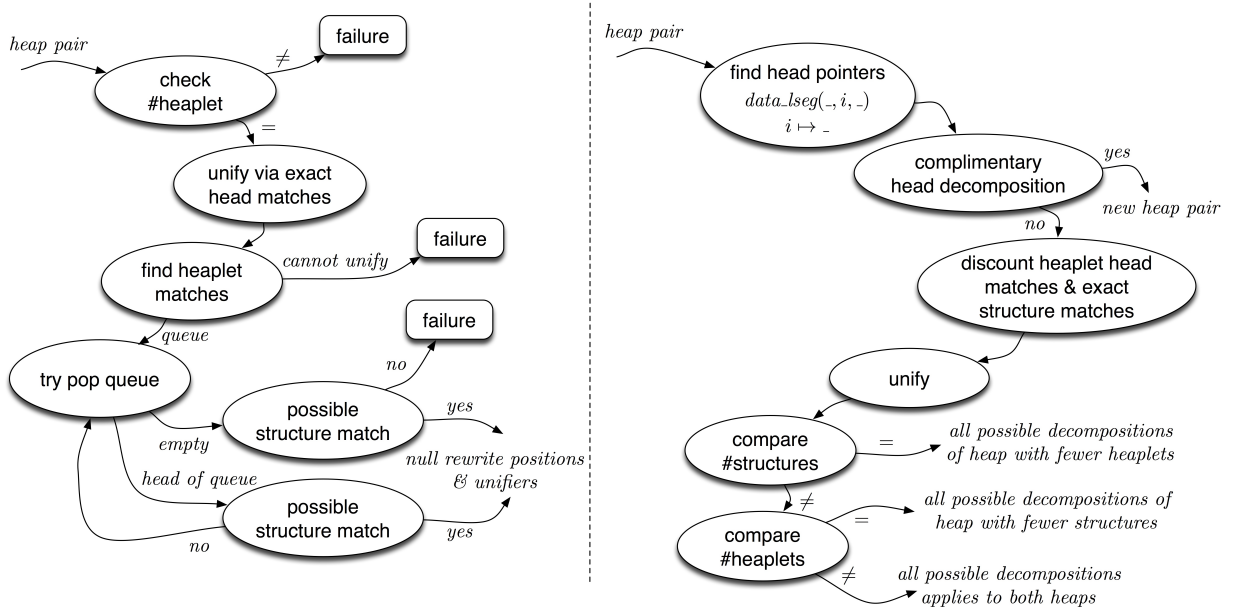 heap pair
failure
≠
check
#heaplet
=
unify via exact
head matches
failure
cannot unify
find heaplet
matches
failure
queue
no
try pop queue
possible
structure match
yes
empty
null rewrite positions
& unifiers
head of queue
possible
structure match
yes
no
heap pair
find head pointers
data_lseg(_, i, _)
i ↦ _
complimentary
head decomposition
yes
new heap pair
no
discount heaplet head
matches & exact
structure matches
unify
compare
#structures
=
all possible decompositions
of heap with fewer heaplets
≠
compare
#heaplets
=
all possible decompositions of
heap with fewer structures
≠
all possible decompositions
applies to both heaps